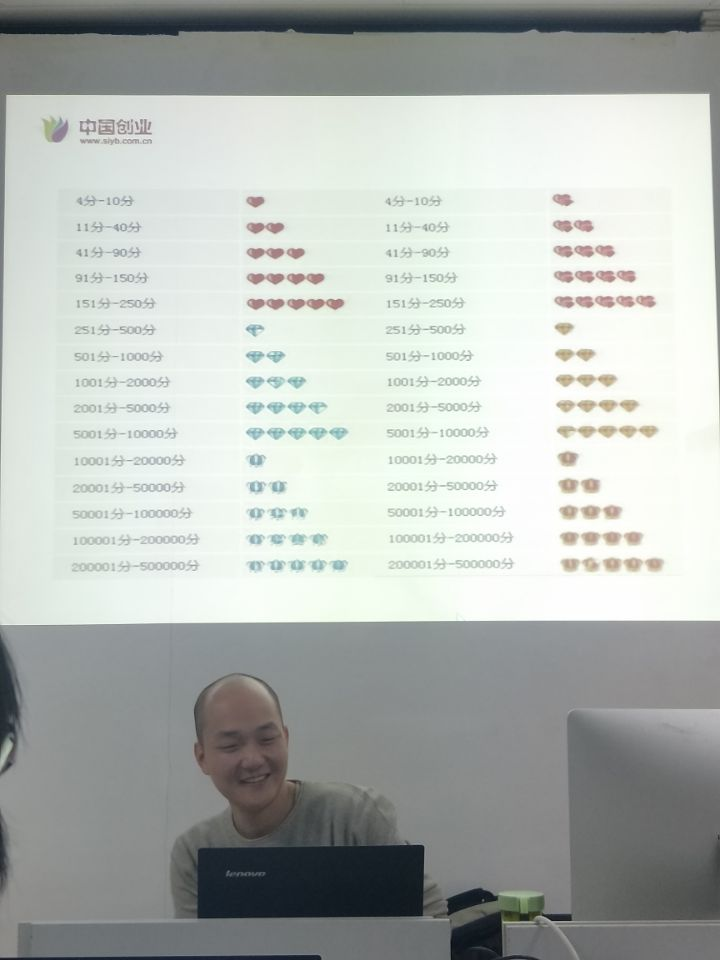 中国创业
www.siyb.com.cn
4分-10分 4分-10分
11分-40分 11分-40分
41分-90分 41分-90分
91分-150分 91分-150分
151分-250分 151分-250分
251分-500分 251分-500分
501分-1000分 501分-1000分
1001分-2000分 1001分-2000分
2001分-5000分 2001分-5000分
5001分-10000分 5001分-10000分
10001分-20000分 10001分-20000分
20001分-50000分 20001分-50000分
50001分-100000分 50001分-100000分
100001分-200000分 100001分-200000分
200001分-500000分 200001分-500000分
lenovo